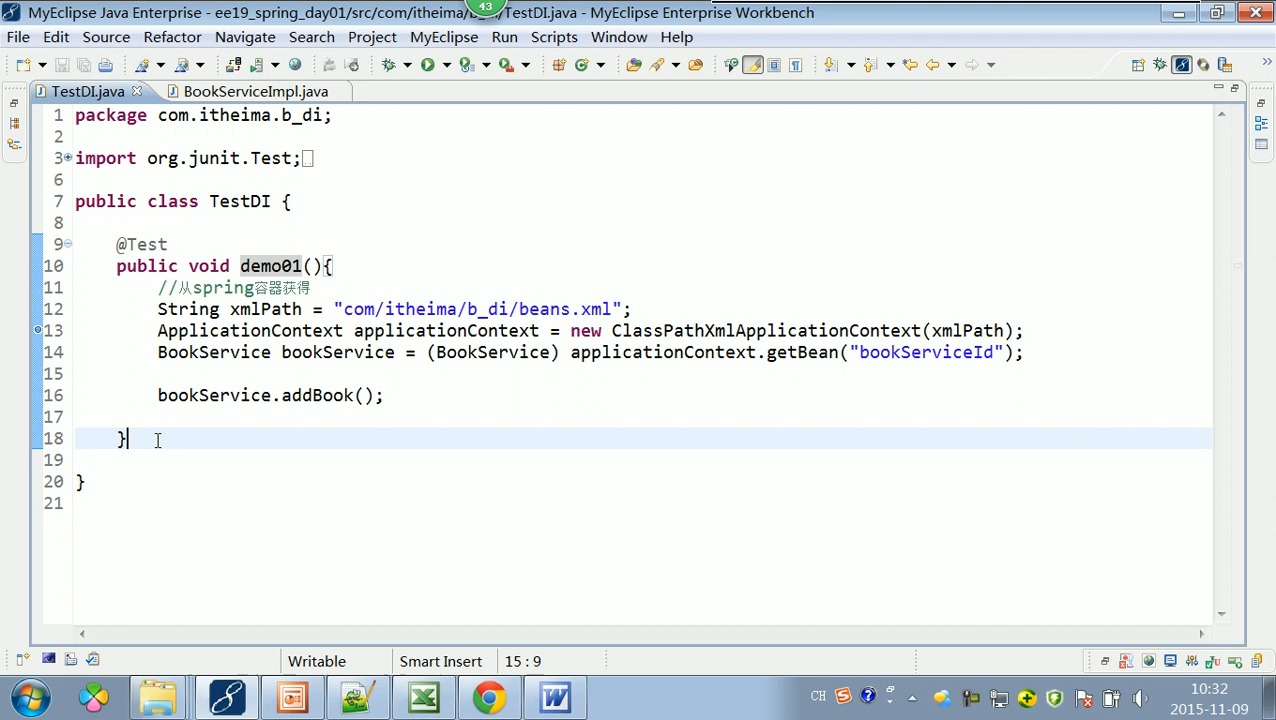 43
MyEclipse Java Enterprise - ee19_spring_day01/src/com/itheima/b_di/TestDI.java - MyEclipse Enterprise Workbench
File Edit Source Refactor Navigate Search Project MyEclipse Run Scripts Window Help
TestDI.java BookServiceImpl.java
1 package com.itheima.b_di;
2
3 import org.junit.Test;
6
7 public class TestDI {
8
9 @Test
10 public void demo01(){
11 //从spring容器获得
12 String xmlPath = "com/itheima/b_di/beans.xml";
13 ApplicationContext applicationContext = new ClassPathXmlApplicationContext(xmlPath);
14 BookService bookService = (BookService) applicationContext.getBean("bookServiceId");
15
16 bookService.addBook();
17
18 }
19
20 }
21
Writable Smart Insert 15 : 9
CH 10:32
2015-11-09